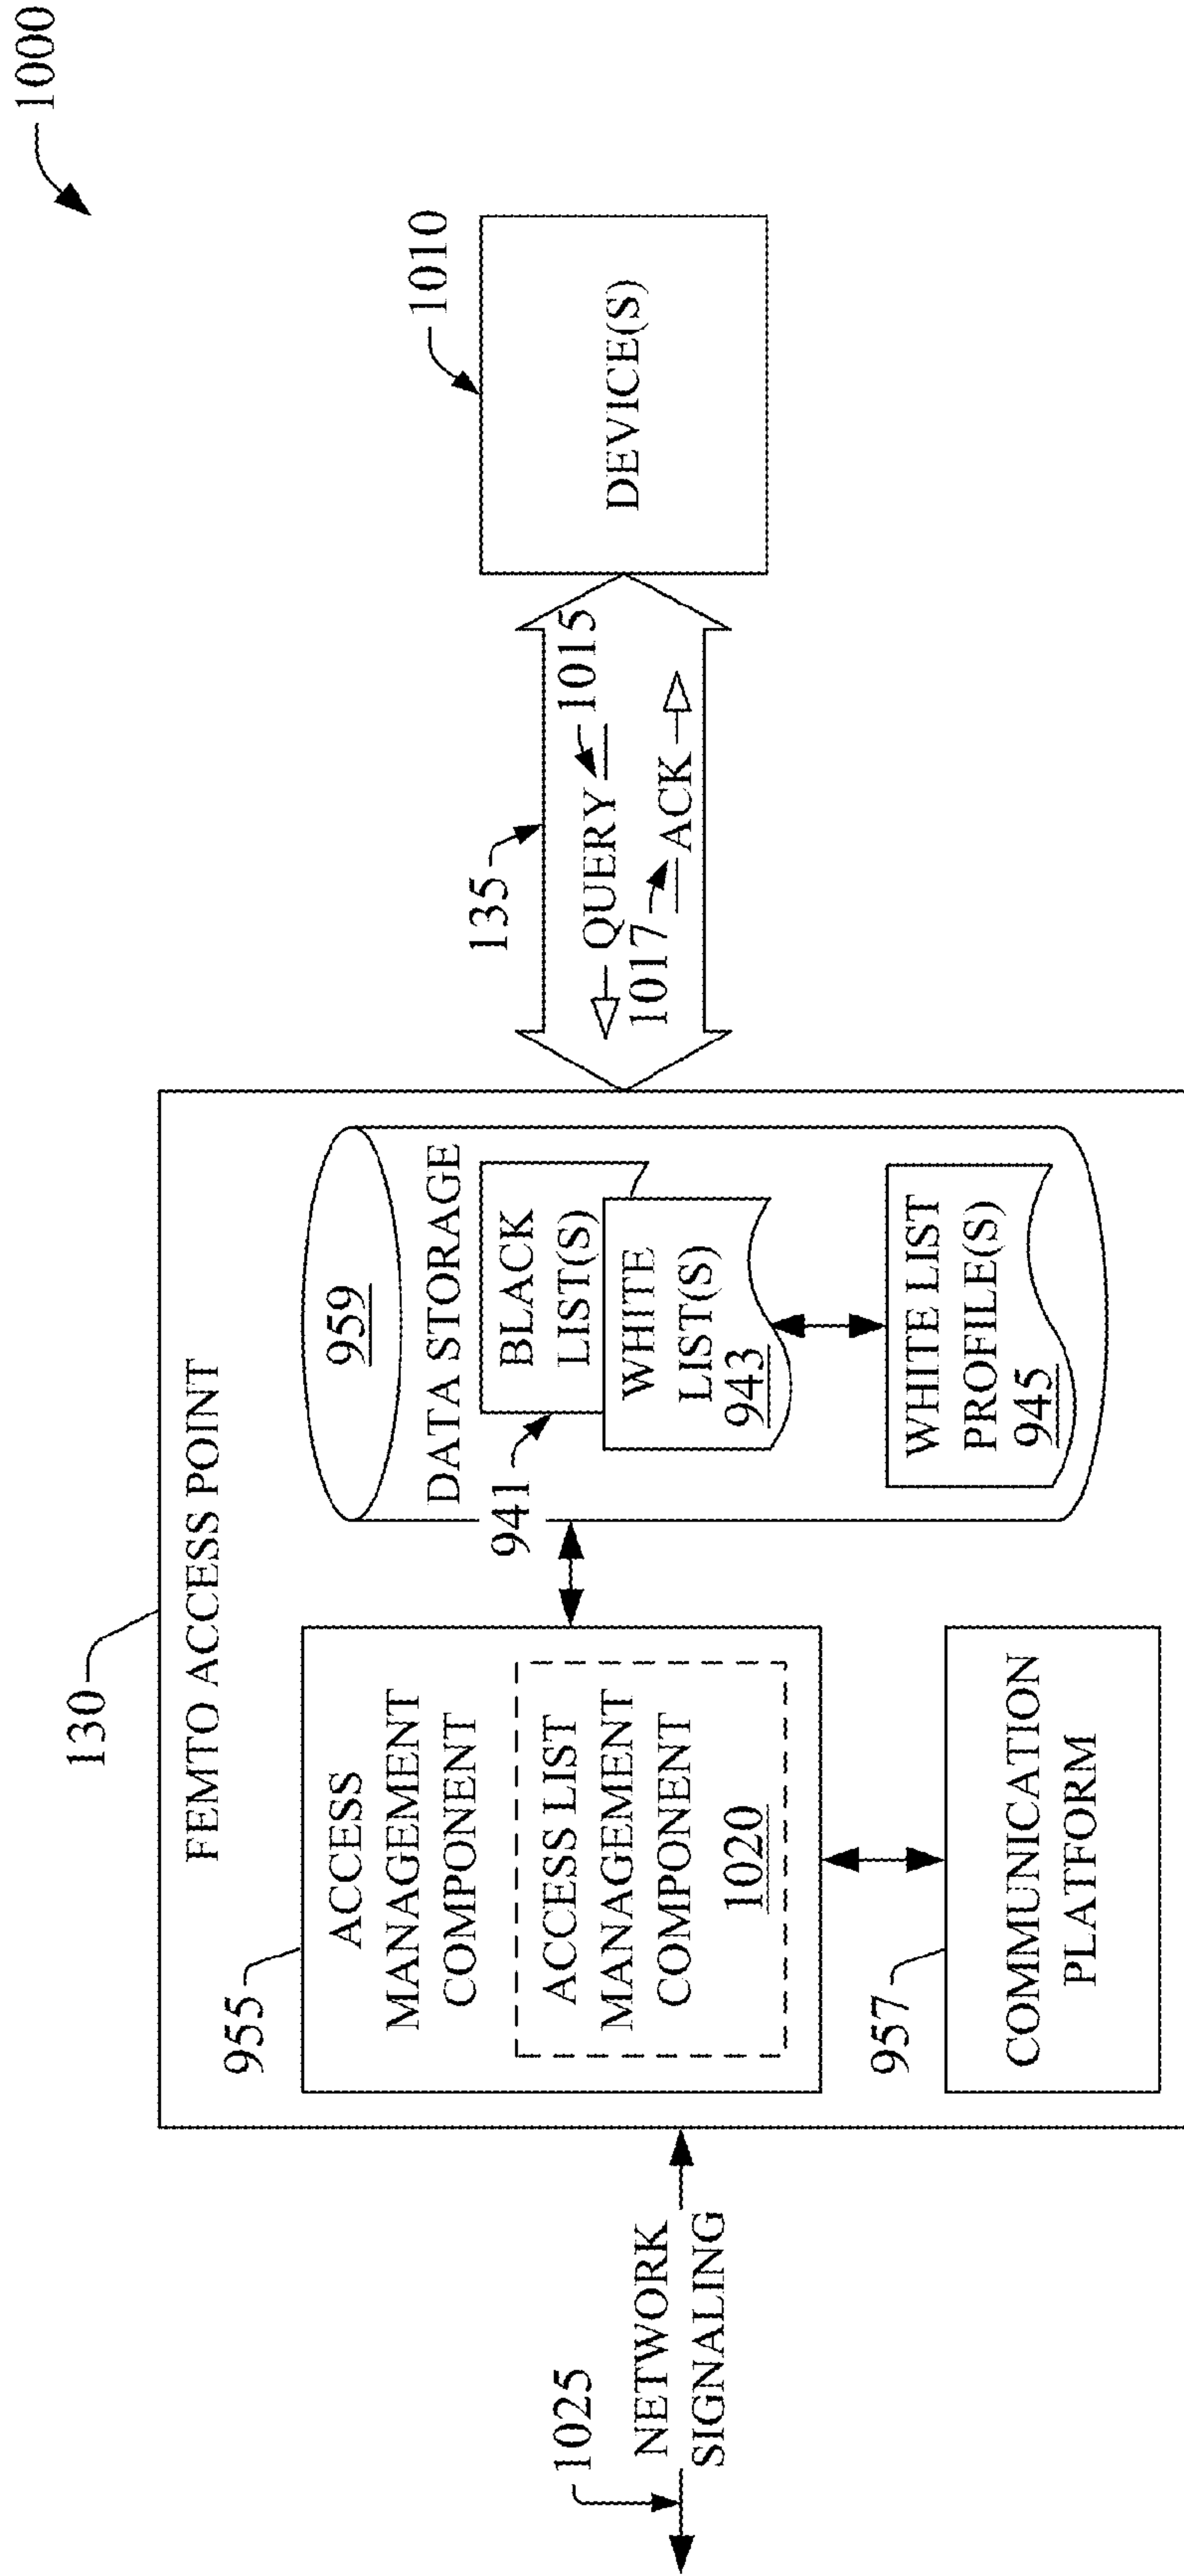 1000
130
FEMTO ACCESS POINT
955
ACCESS
MANAGEMENT
COMPONENT
ACCESS LIST
MANAGEMENT
COMPONENT
1020
957
COMMUNICATION
PLATFORM
959
DATA STORAGE
941
BLACK
LIST(S)
WHITE
LIST(S)
943
WHITE LIST
PROFILE(S)
945
1025
NETWORK
SIGNALING
135
QUERY
1015
1017
ACK
1010
DEVICE(S)